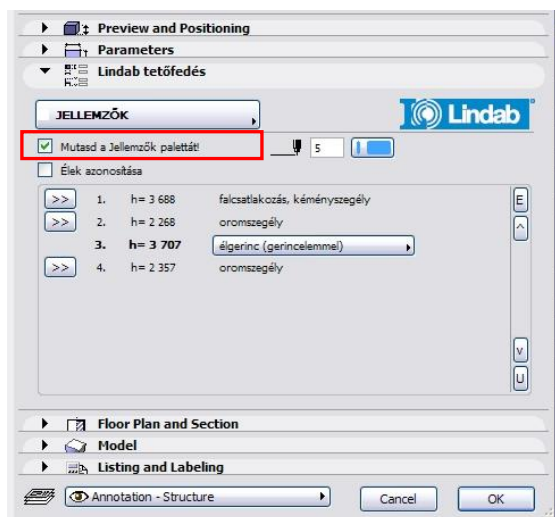 Preview and Positioning
Parameters
Lindab tetőfedés
JELLEMZŐK
Lindab
Mutasd a Jellemzők palettát!
5
Élek azonosítása
>> 1. h= 3 688 falcsatlakozás, kéményszegély E
>> 2. h= 2 268 oromszegély ^
3. h= 3 707 élgerinc (gerincelemmel)
>> 4. h= 2 357 oromszegély
v
U
Floor Plan and Section
Model
Listing and Labeling
Annotation - Structure Cancel OK